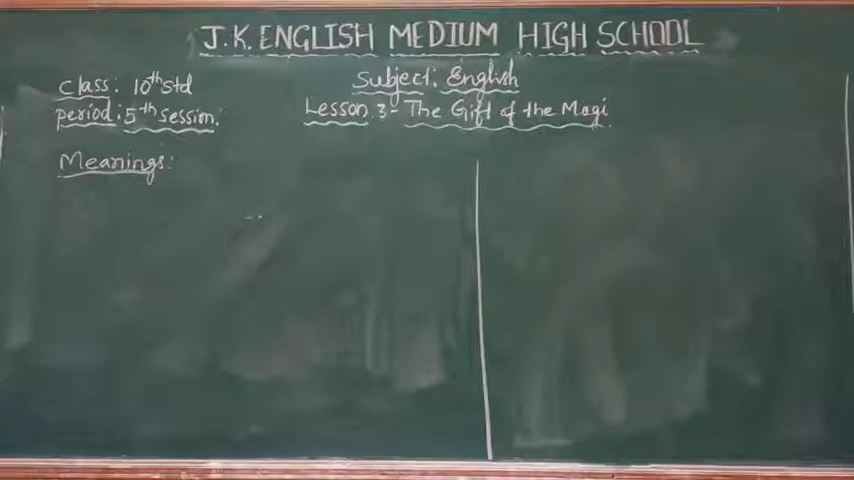 J.K. ENGLISH MEDIUM HIGH SCHOOL
Class: 10th std
Subject: English
period: 5th session.
Lesson 3- The Gift of the Magi
Meanings: